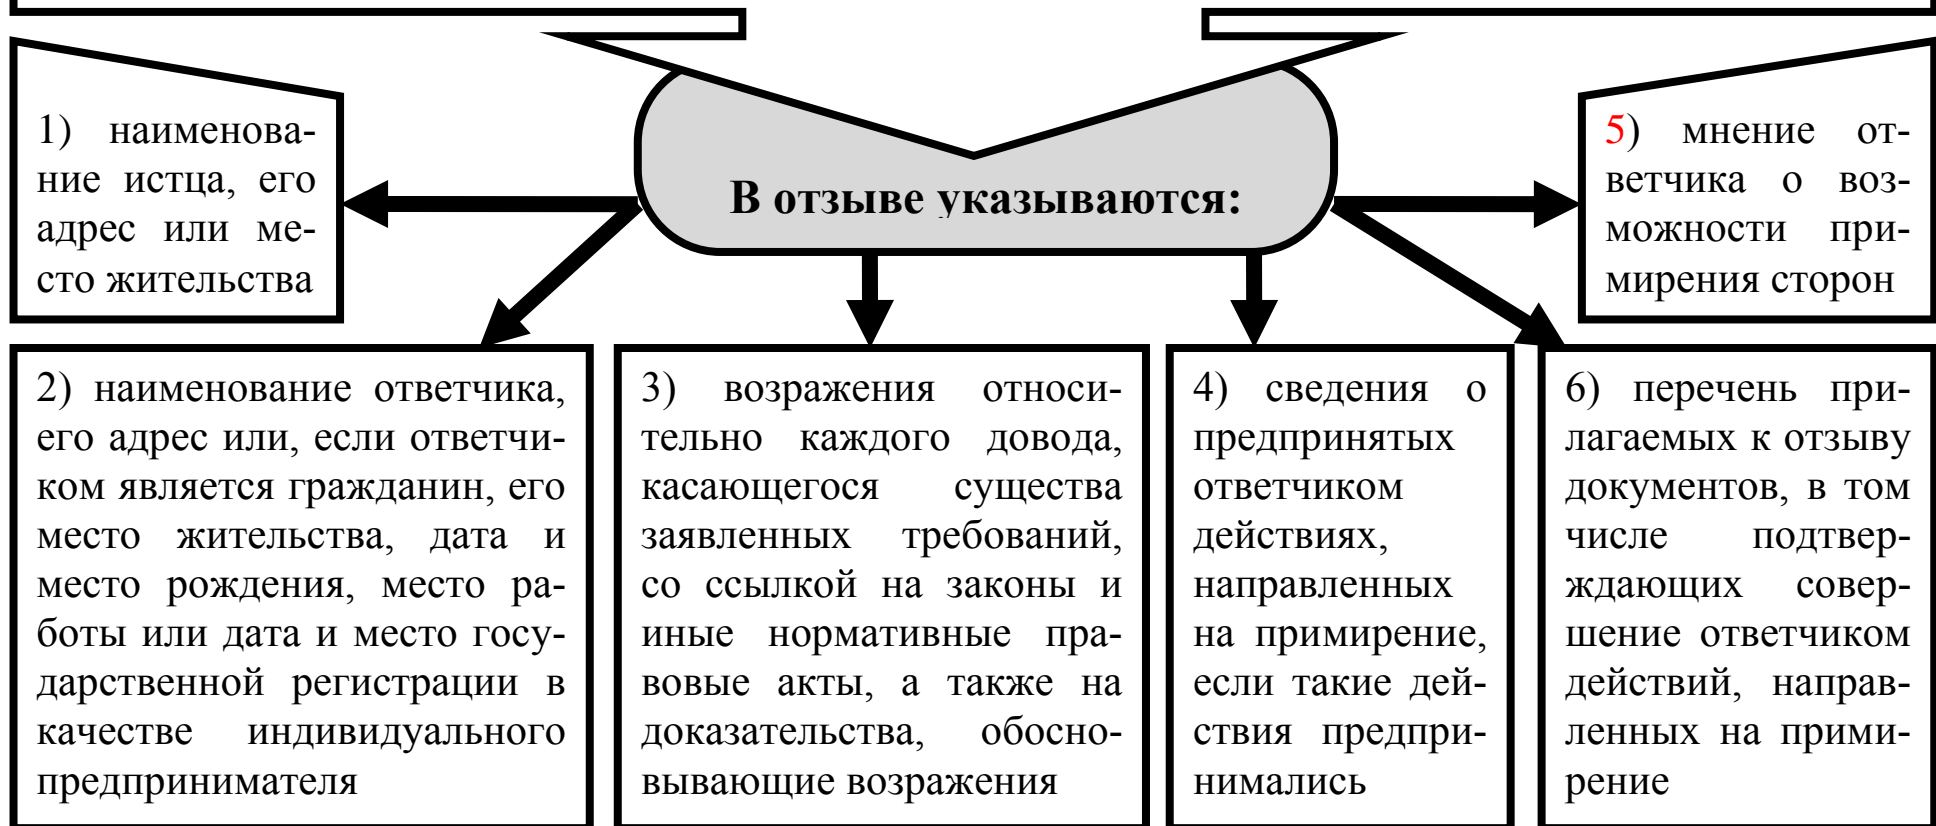 В отзыве указываются:
1) наименова-
ние истца, его
адрес или ме-
сто жительства
2) наименование ответчика,
его адрес или, если ответчи-
ком является гражданин, его
место жительства, дата и
место рождения, место ра-
боты или дата и место госу-
дарственной регистрации в
качестве индивидуального
предпринимателя
3) возражения относи-
тельно каждого довода,
касающегося существа
заявленных требований,
со ссылкой на законы и
иные нормативные пра-
вовые акты, а также на
доказательства, обосно-
вывающие возражения
4) сведения о
предпринятых
ответчиком
действиях,
направленных
на примирение,
если такие дей-
ствия предпри-
нимались
5) мнение от-
ветчика о воз-
можности при-
мирения сторон
6) перечень при-
лагаемых к отзыву
документов, в том
числе подтвер-
ждающих совер-
шение ответчиком
действий, направ-
ленных на прими-
рение